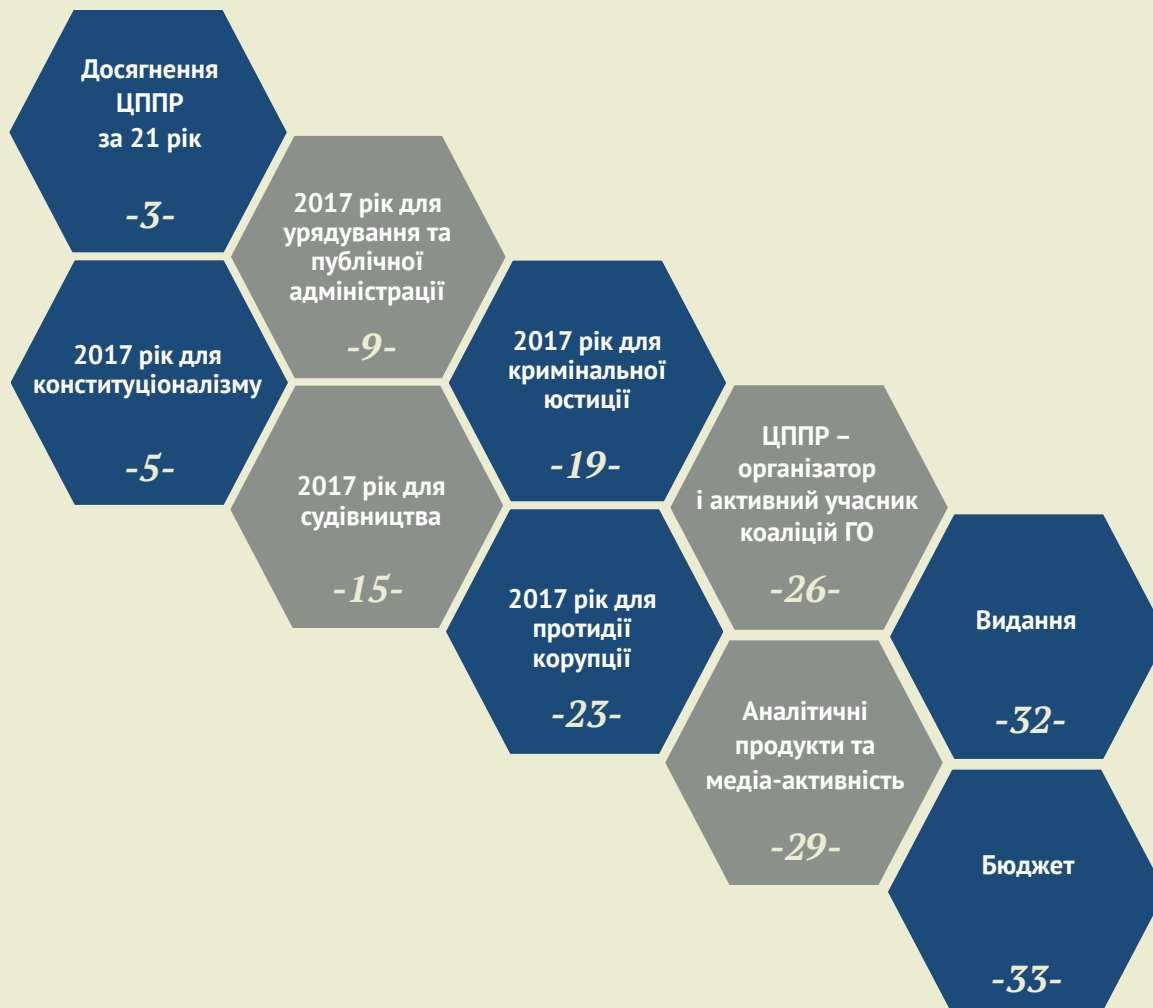 Досягнення
ЦППР
за 21 рік
-3-
2017 рік для
конституціоналізму
-5-
2017 рік для
урядування та
публічної
адміністрації
-9-
2017 рік для
судівництва
-15-
2017 рік для
кримінальної
юстиції
-19-
2017 рік для
протидії
корупції
-23-
ЦППР –
організатор
і активний учасник
коаліцій ГО
-26-
Аналітичні
продукти та
медіа-активність
-29-
Видання
-32-
Бюджет
-33-